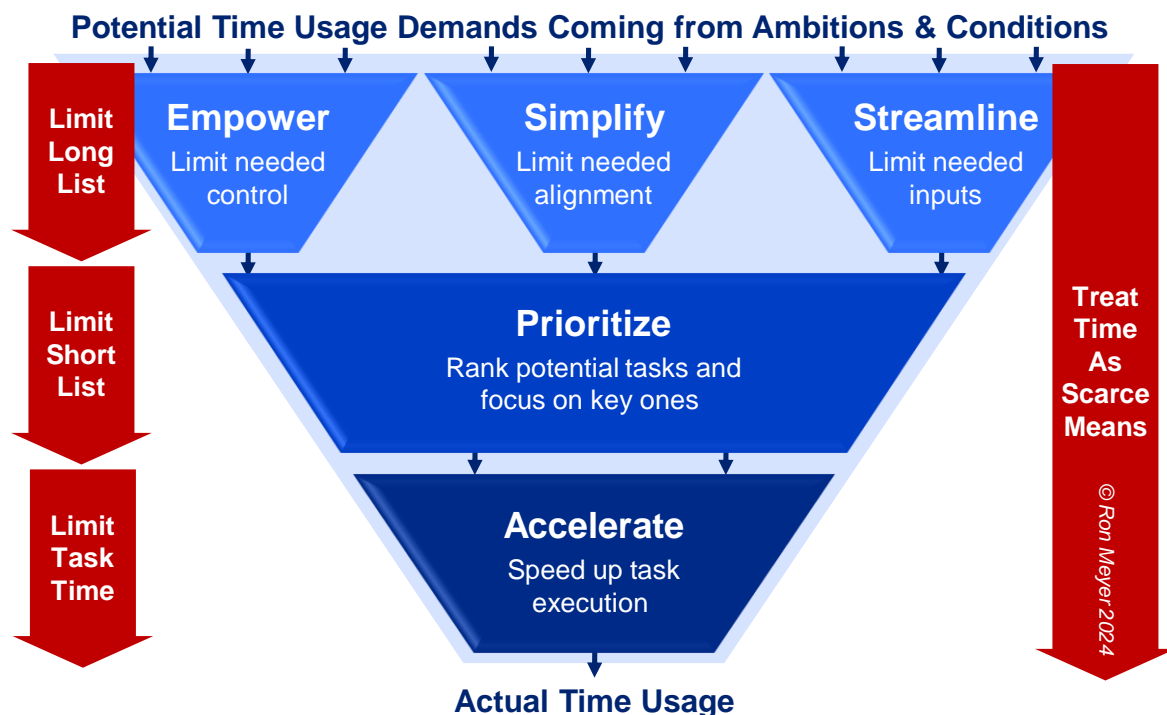 Potential Time Usage Demands Coming from Ambitions & Conditions
Limit
Long
List
Empower
Limit needed
control
Simplify
Limit needed
alignment
Streamline
Limit needed
inputs
Limit
Short
List
Prioritize
Rank potential tasks and
focus on key ones
Treat
Time
As
Scarce
Means
Limit
Task
Time
Accelerate
Speed up task
execution
© Ron Meyer 2024
Actual Time Usage